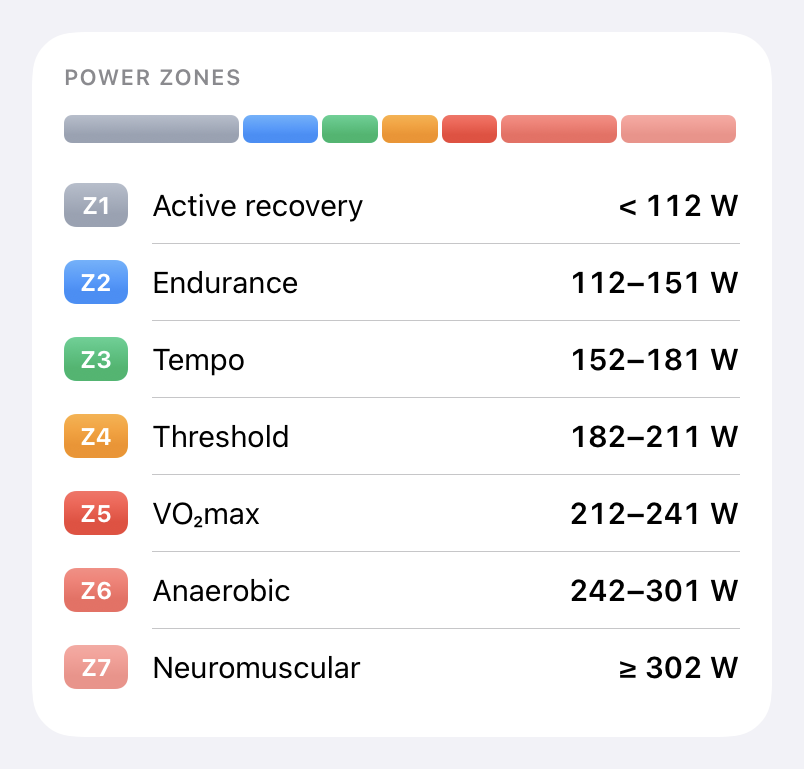 POWER ZONES
Z1 Active recovery < 112 W
Z2 Endurance 112–151 W
Z3 Tempo 152–181 W
Z4 Threshold 182–211 W
Z5 VO₂max 212–241 W
Z6 Anaerobic 242–301 W
Z7 Neuromuscular ≥ 302 W